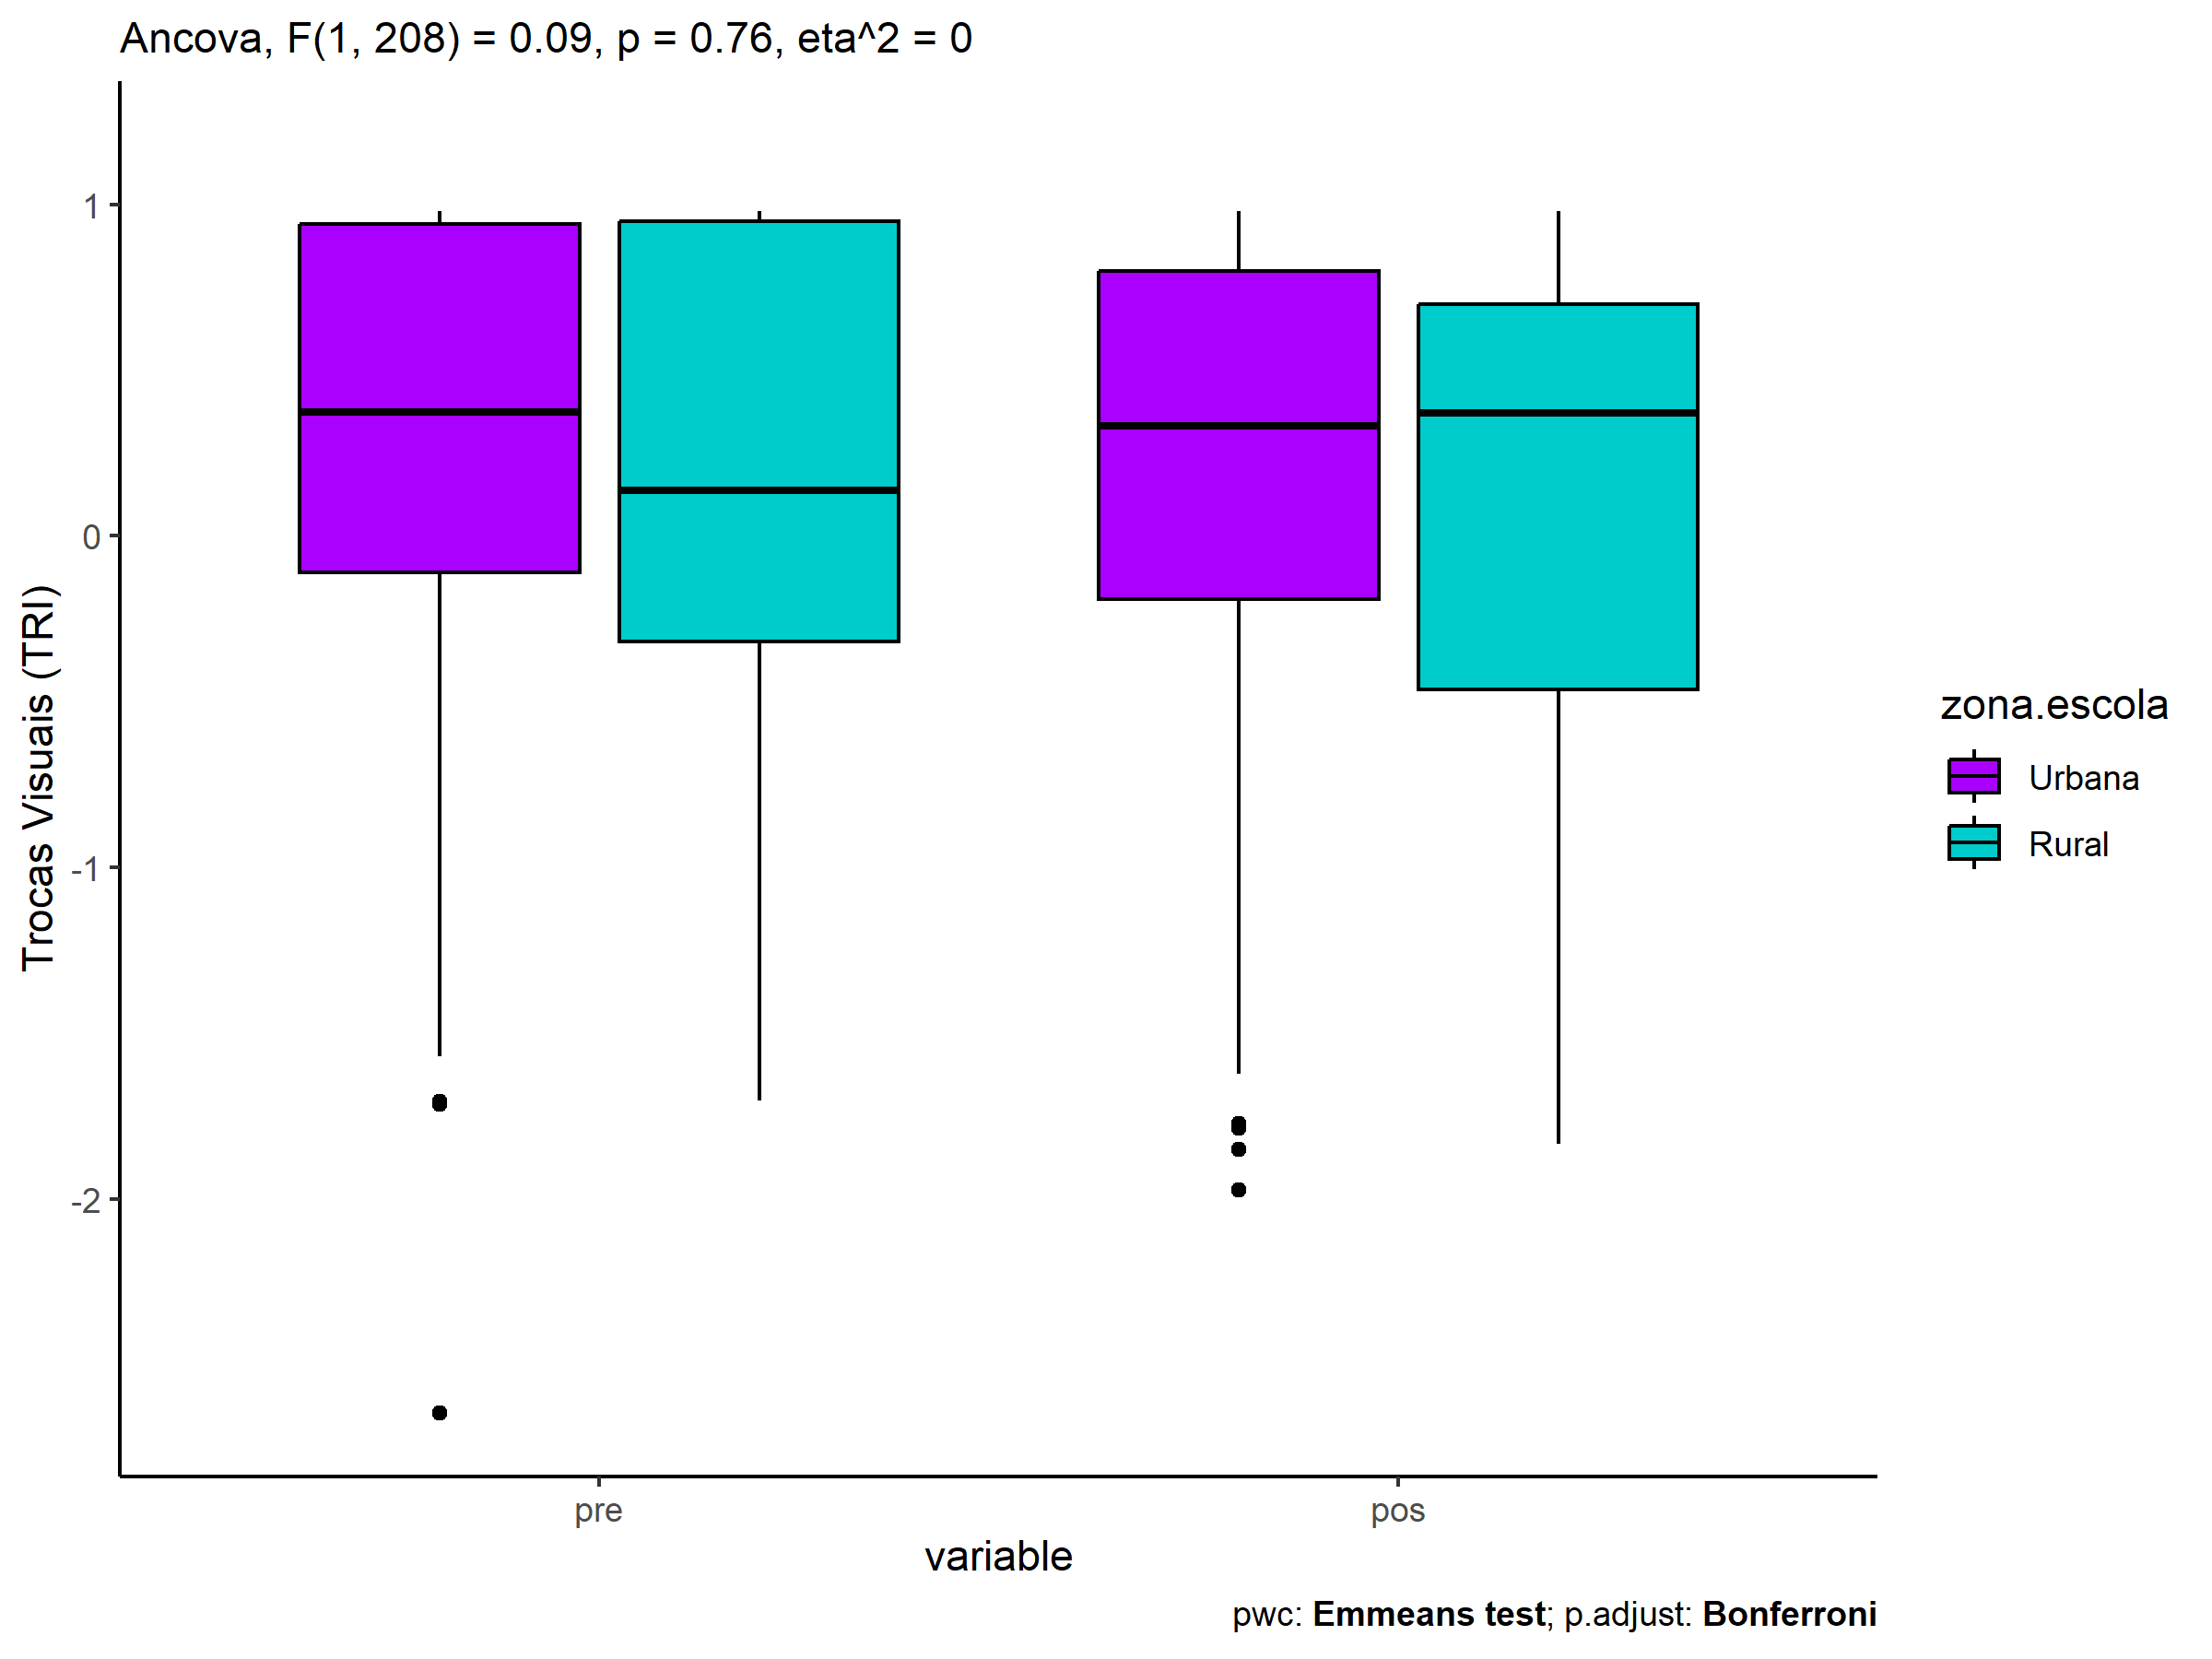 Ancova, F(1, 208) = 0.09, p = 0.76, eta^2 = 0
Trocas Visuais (TRI)
1
0
-1
-2
pre
pos
variable
zona.escola
Urbana
Rural
pwc: Emmeans test; p.adjust: Bonferroni